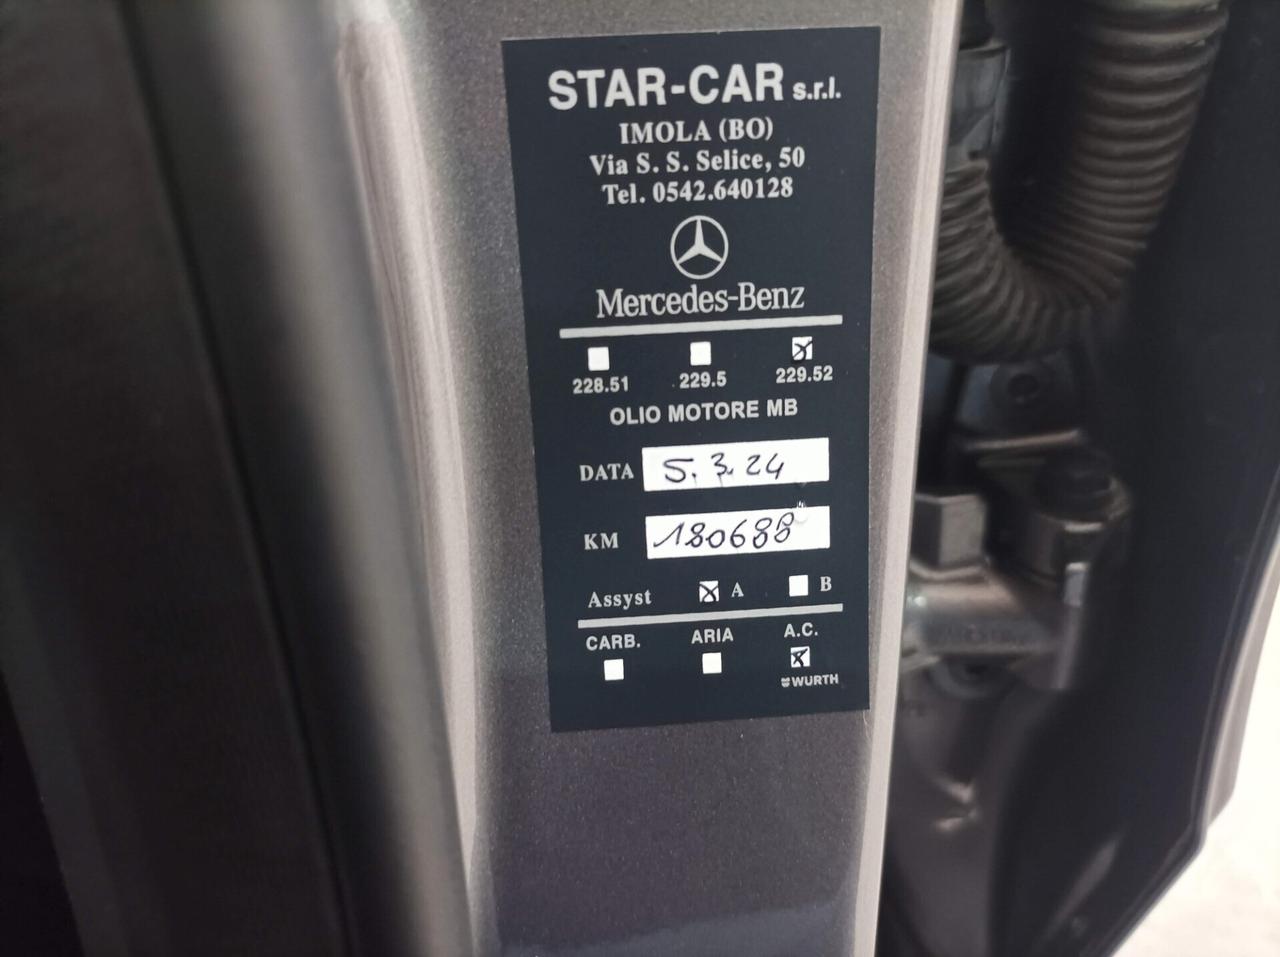 STAR-CAR s.r.l.
IMOLA (BO)
Via S. S. Selice, 50
Tel. 0542.640128
Mercedes-Benz
228.51 229.5 229.52
OLIO MOTORE MB
DATA 5.3.24
KM 180688
Assyst A B
CARB. ARIA A.C.
WURTH